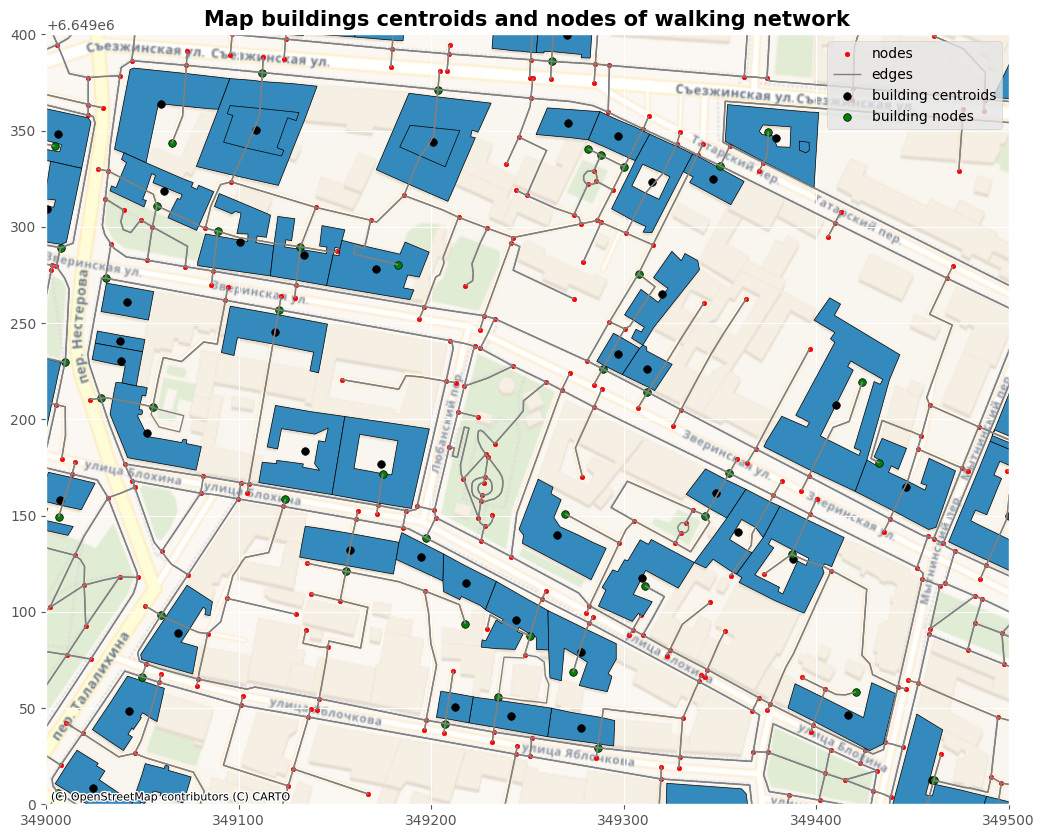 Map buildings centroids and nodes of walking network
+6.649e6
400
350
300
250
200
150
100
50
0
349000
349100
349200
349300
349400
349500
nodes
edges
building centroids
building nodes
Съезжинская ул. Съезжинская ул.
Съезжинская ул.
Татарский пер.
Татарский пер.
Зверинская ул.
Зверинская ул.
пер. Нестерова
Любанский пер.
Зверинская ул.
Зверинская ул.
Мытнинский пер.
Мытнинский пер.
улица Блохина
улица Блохина
улица Блохина
улица Блохина
пер. Талалихина
улица Яблочкова
улица Яблочкова
(C) OpenStreetMap contributors (C) CARTO